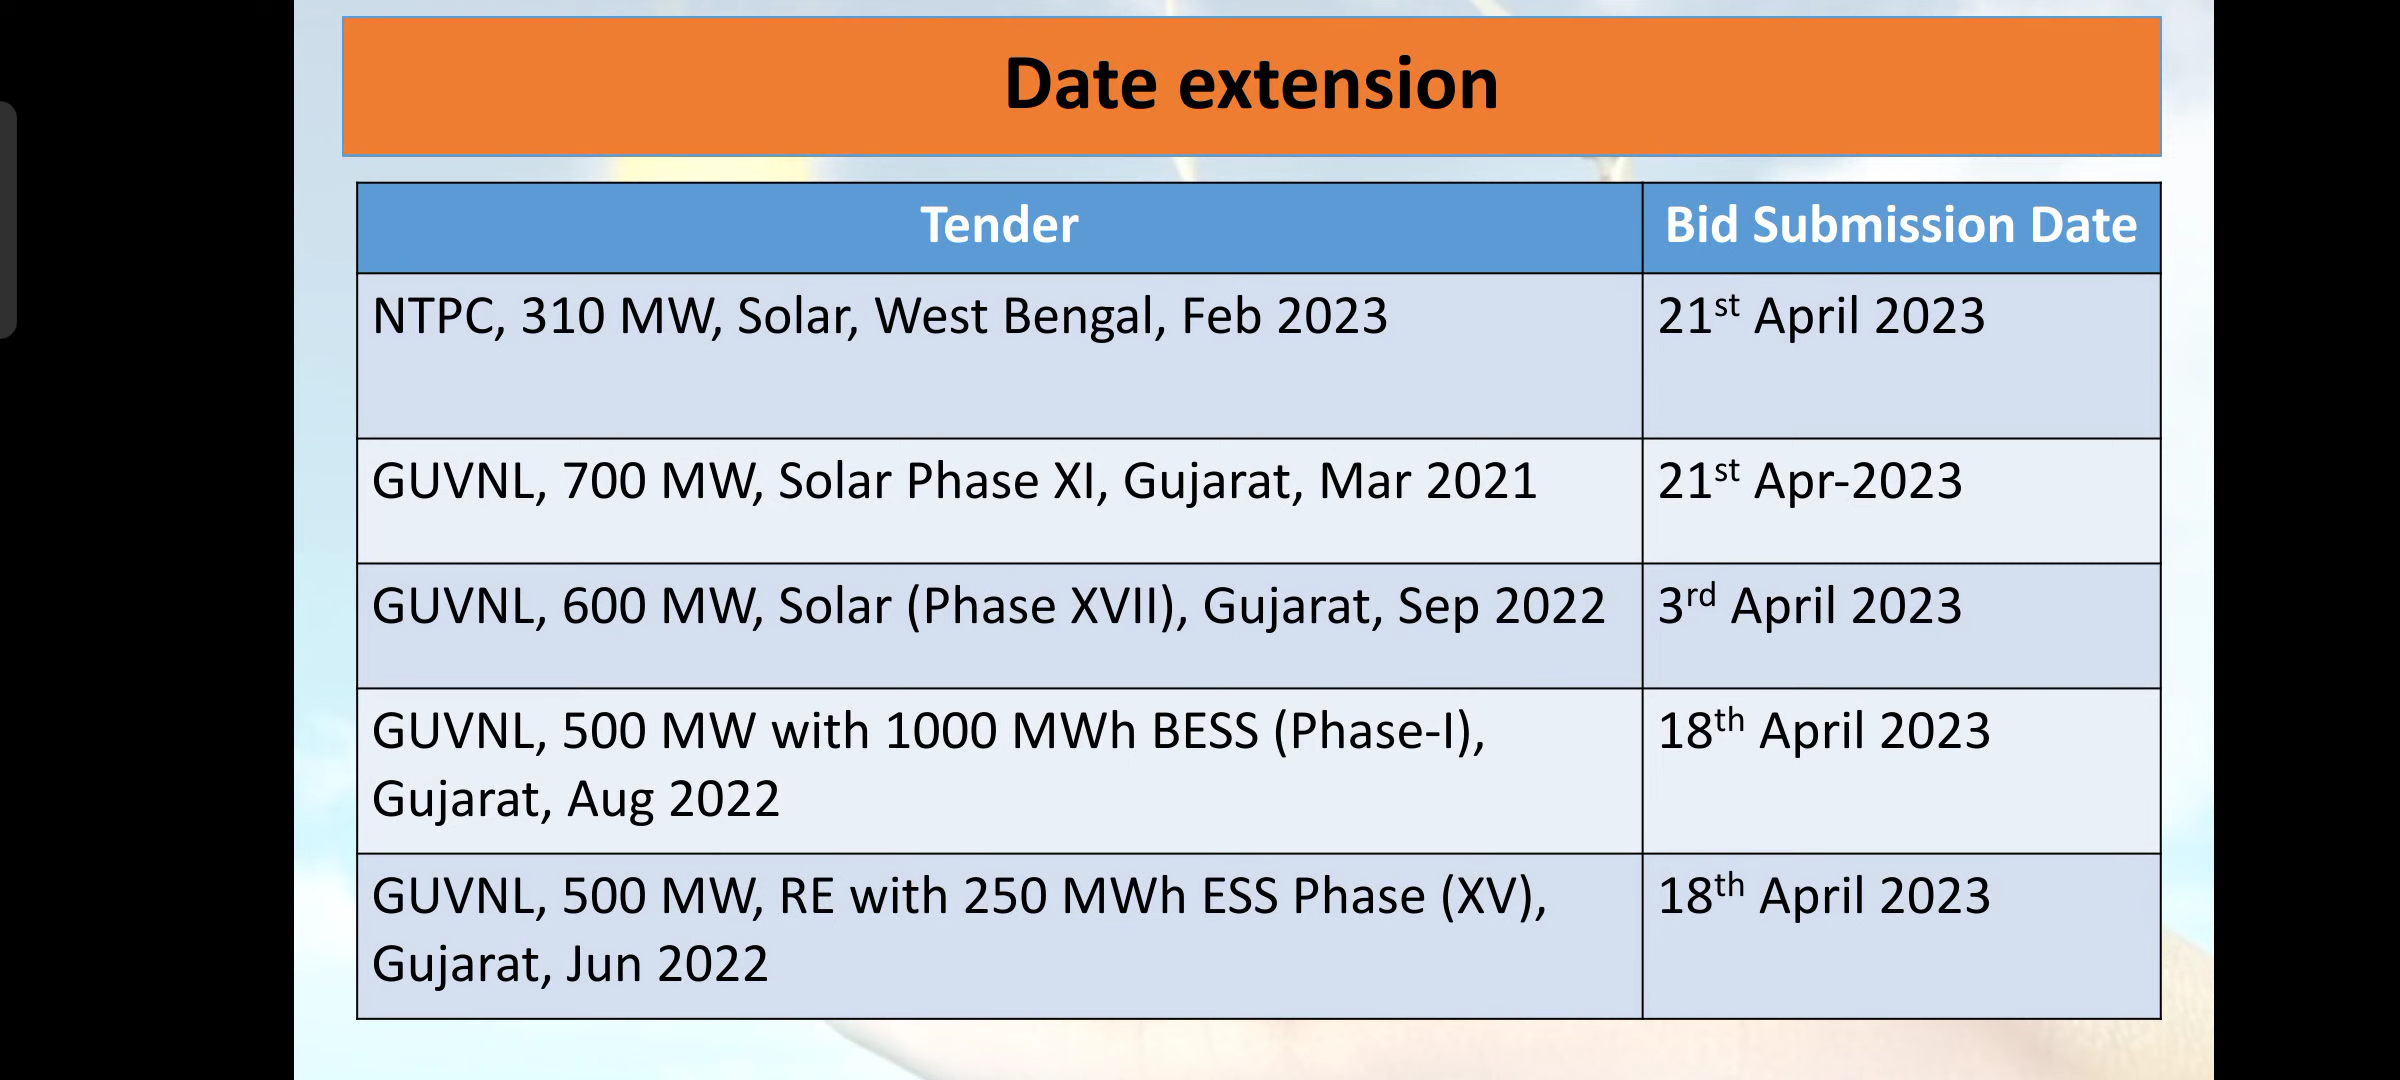 Date extension
Tender
Bid Submission Date
NTPC, 310 MW, Solar, West Bengal, Feb 2023
21st April 2023
GUVNL, 700 MW, Solar Phase XI, Gujarat, Mar 2021
21st Apr-2023
GUVNL, 600 MW, Solar (Phase XVII), Gujarat, Sep 2022
3rd April 2023
GUVNL, 500 MW with 1000 MWh BESS (Phase-I),
Gujarat, Aug 2022
18th April 2023
GUVNL, 500 MW, RE with 250 MWh ESS Phase (XV),
Gujarat, Jun 2022
18th April 2023